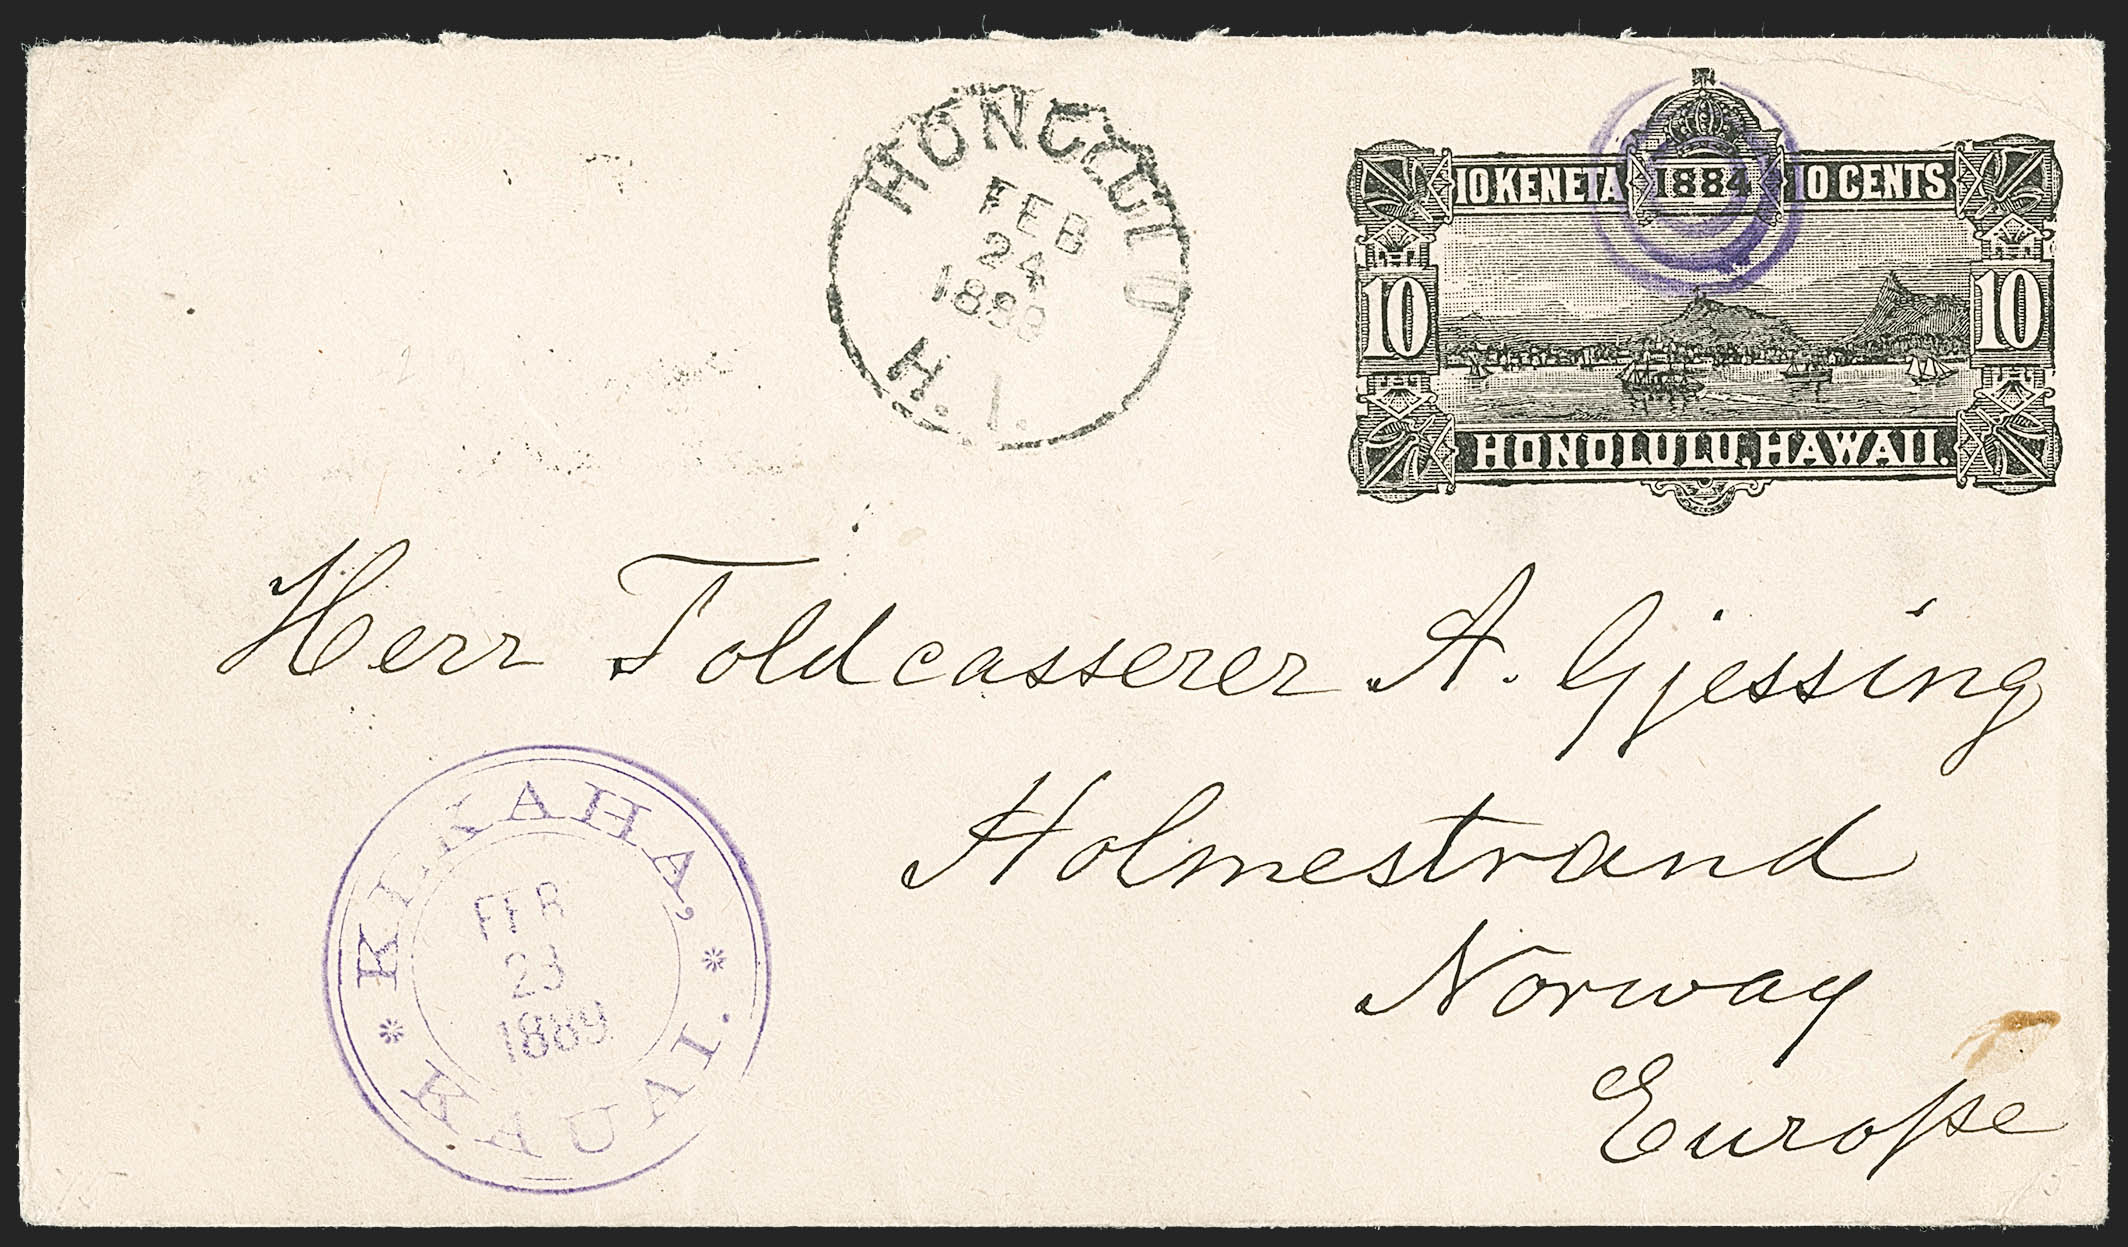 HONOLULU
FEB
24
1889
H. I.
10 KENETA 1884 10 CENTS
10 10
HONOLULU, HAWAII.
Herr Toldcasserer A. Gjessing
Holmestrand
Norway
Europe
KEKAHA,
FEB
23
1889
KAUAI.